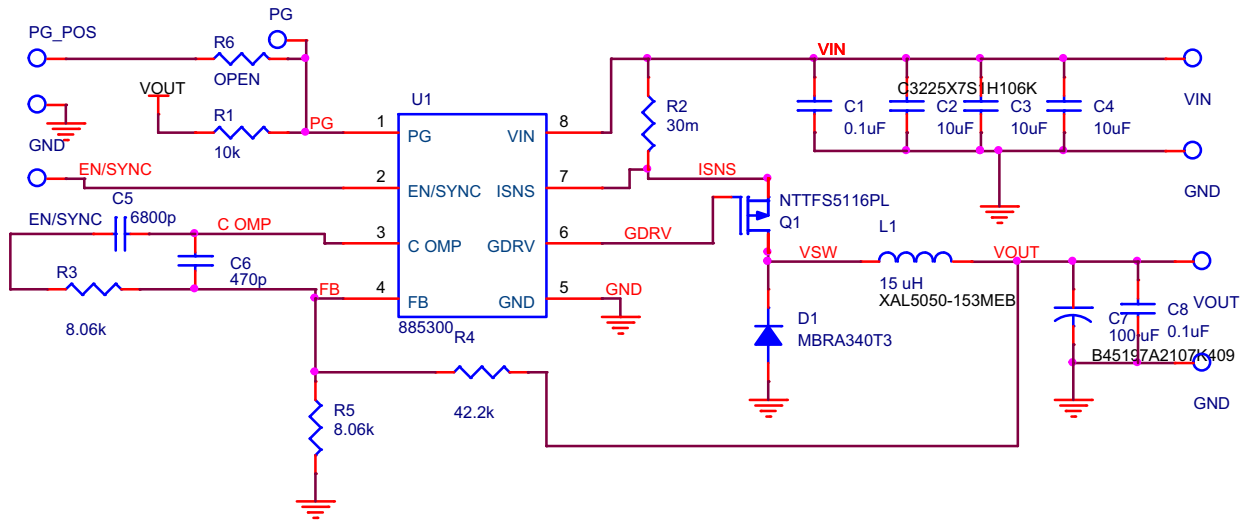 PG
PG_POS
R6
OPEN
VOUT
GND
R1
10k
PG
EN/SYNC
EN/SYNC
C5
6800p
C OMP
C6
470p
R3
8.06k
FB
U1
1
PG
VIN
8
2
EN/SYNC
ISNS
7
3
C OMP
GDRV
6
4
FB
GND
5
885300
R4
42.2k
R5
8.06k
GND
VIN
R2
30m
ISNS
GDRV
NTTFS5116PL
Q1
C3225X7S1H106K
C1
0.1uF
C2
10uF
C3
10uF
C4
10uF
VIN
GND
VSW
L1
15 uH
XAL5050-153MEB
VOUT
D1
MBRA340T3
C7
100 uF
C8
0.1uF
B45197A2107K409
VOUT
GND